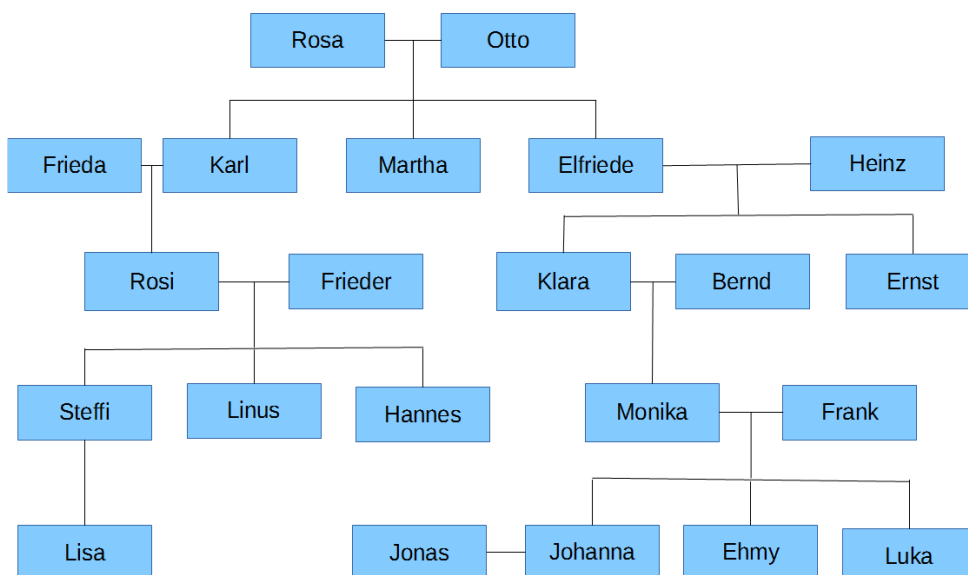 Rosa
Otto
Frieda
Karl
Martha
Elfriede
Heinz
Rosi
Frieder
Klara
Bernd
Ernst
Steffi
Linus
Hannes
Monika
Frank
Lisa
Jonas
Johanna
Ehmy
Luka